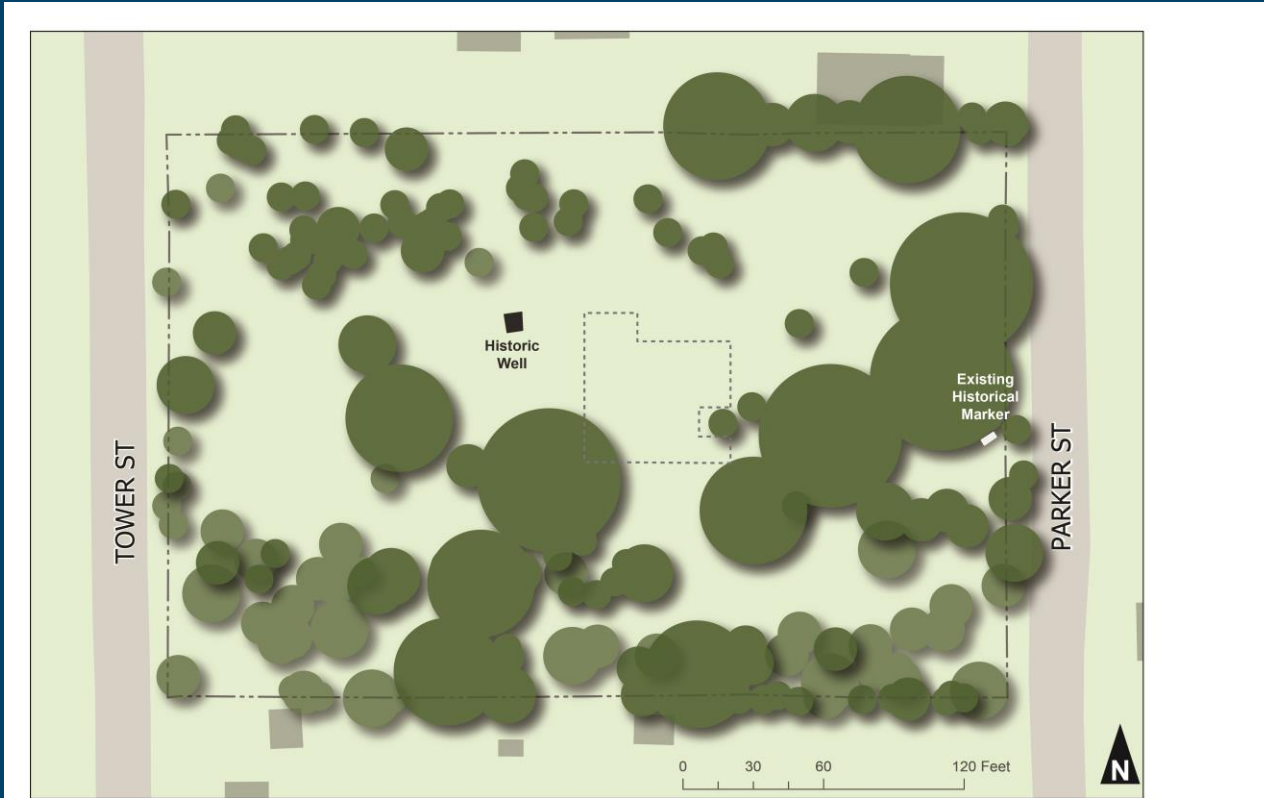 Historic
Well
Existing
Historical
Marker
TOWER ST
PARKER ST
0 30 60 120 Feet
N